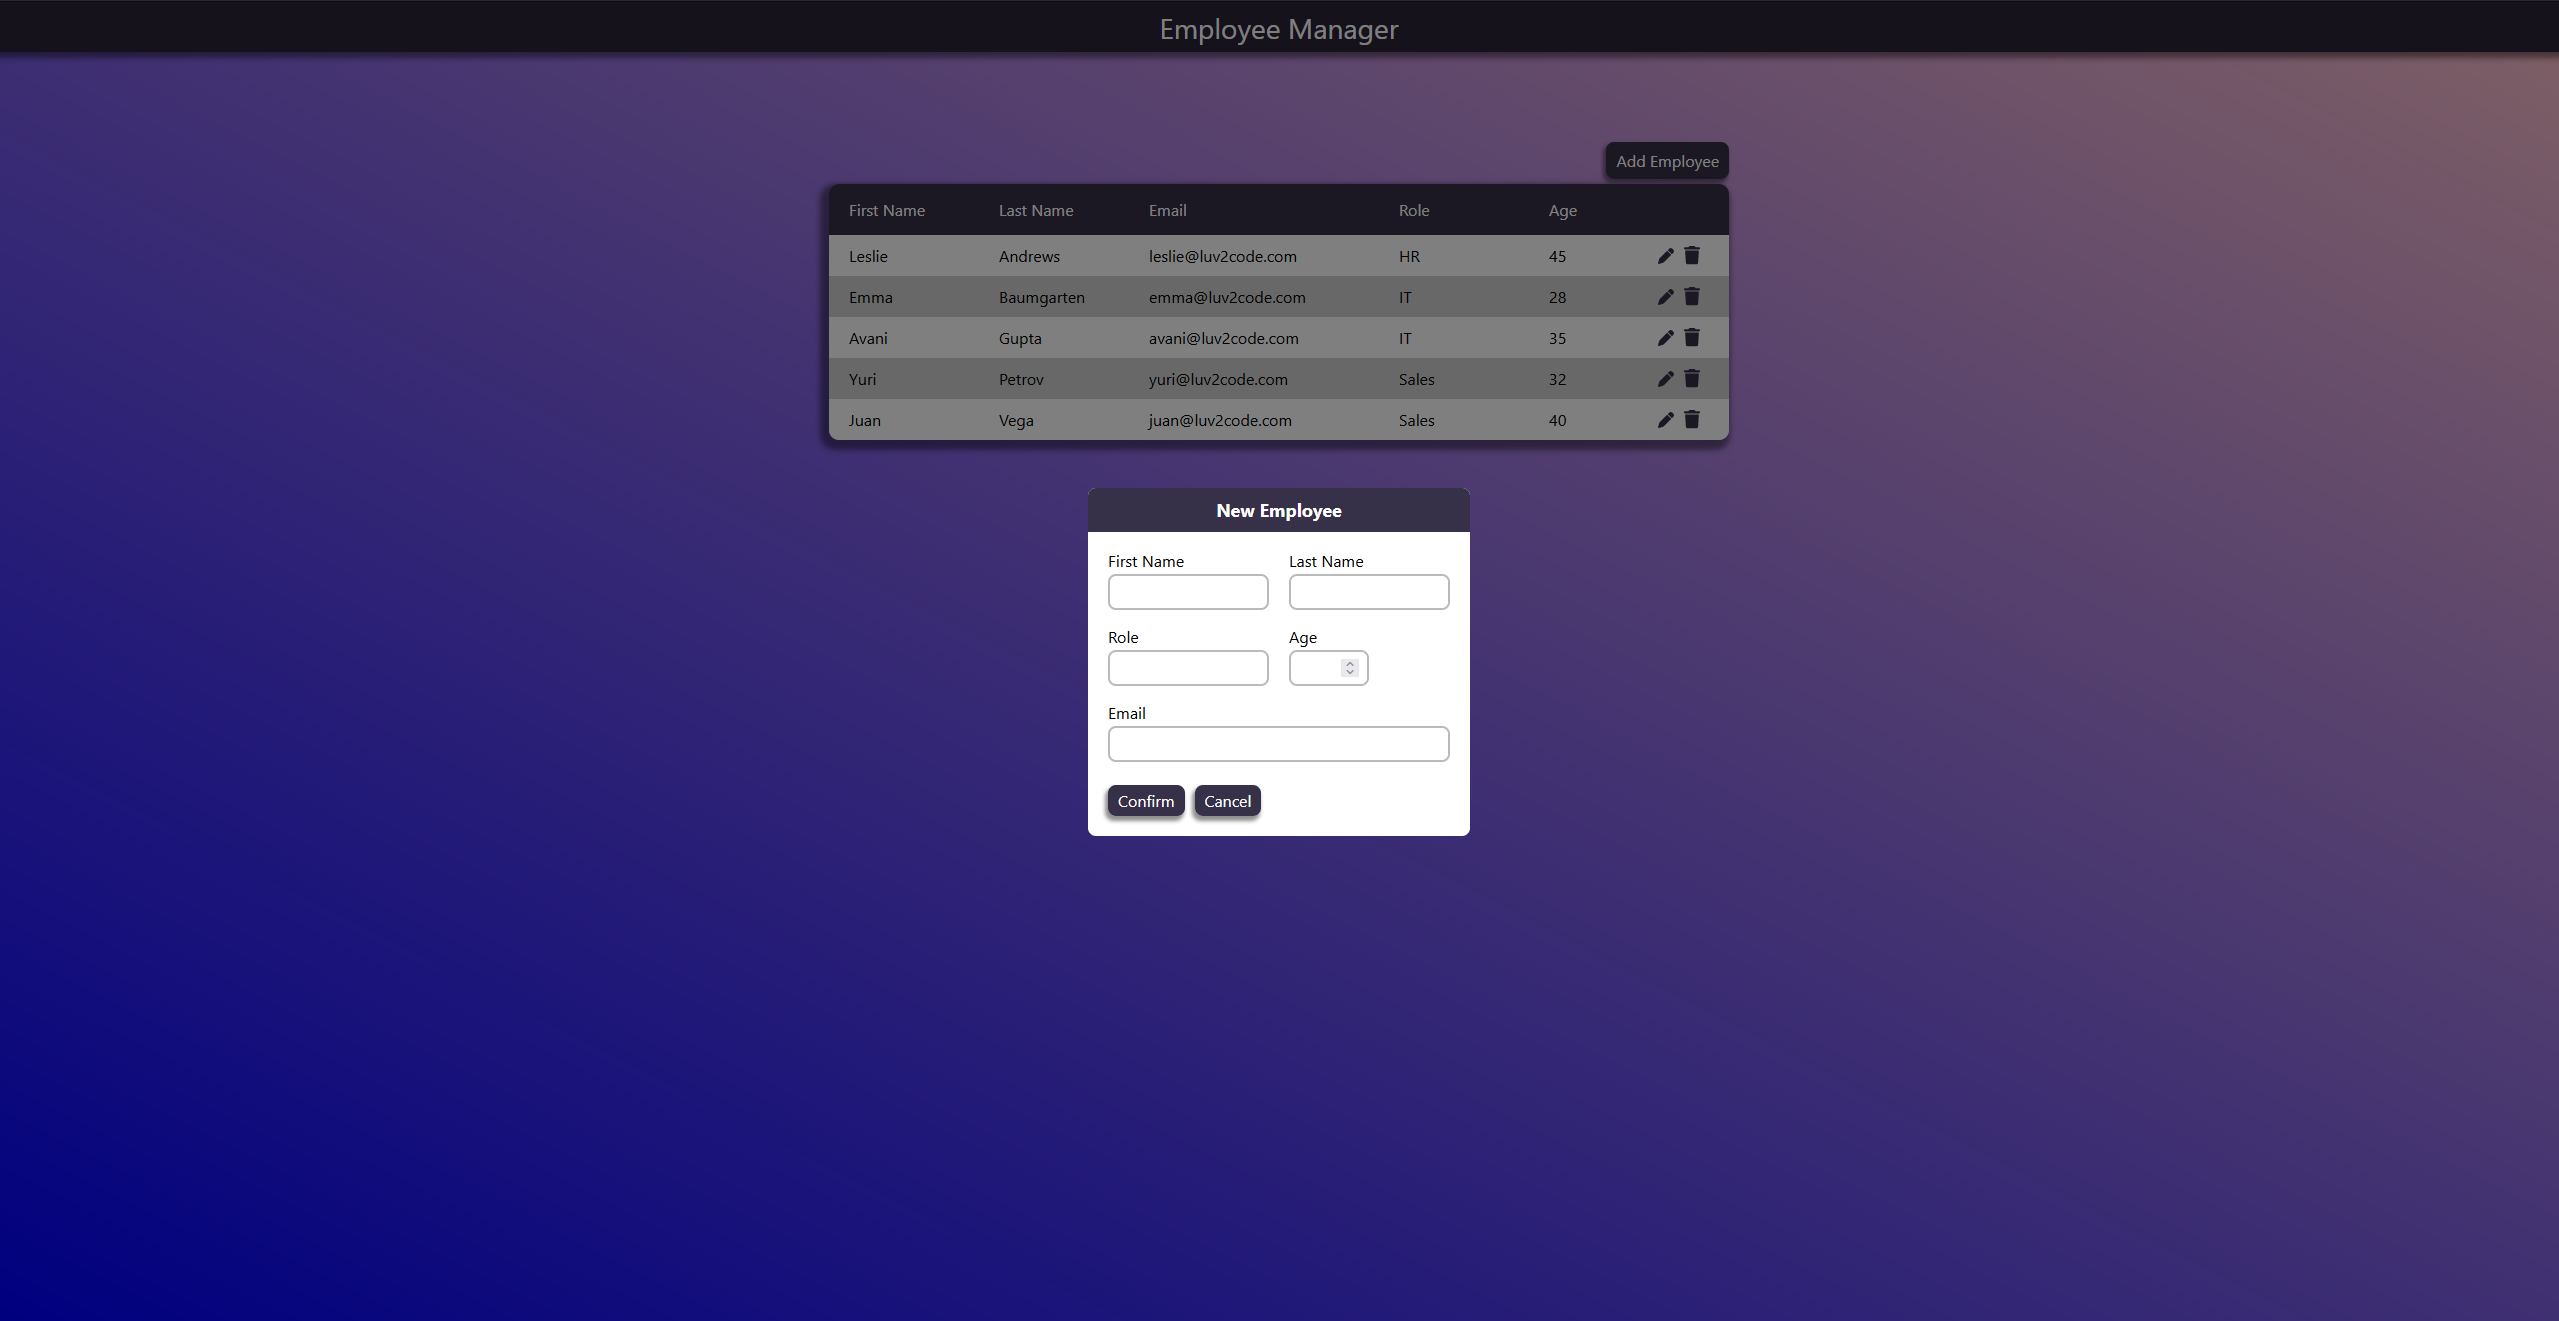 Employee Manager
Add Employee
First Name Last Name Email Role Age
Leslie Andrews leslie@luv2code.com HR 45
Emma Baumgarten emma@luv2code.com IT 28
Avani Gupta avani@luv2code.com IT 35
Yuri Petrov yuri@luv2code.com Sales 32
Juan Vega juan@luv2code.com Sales 40
New Employee
First Name Last Name
Role Age
Email
Confirm Cancel